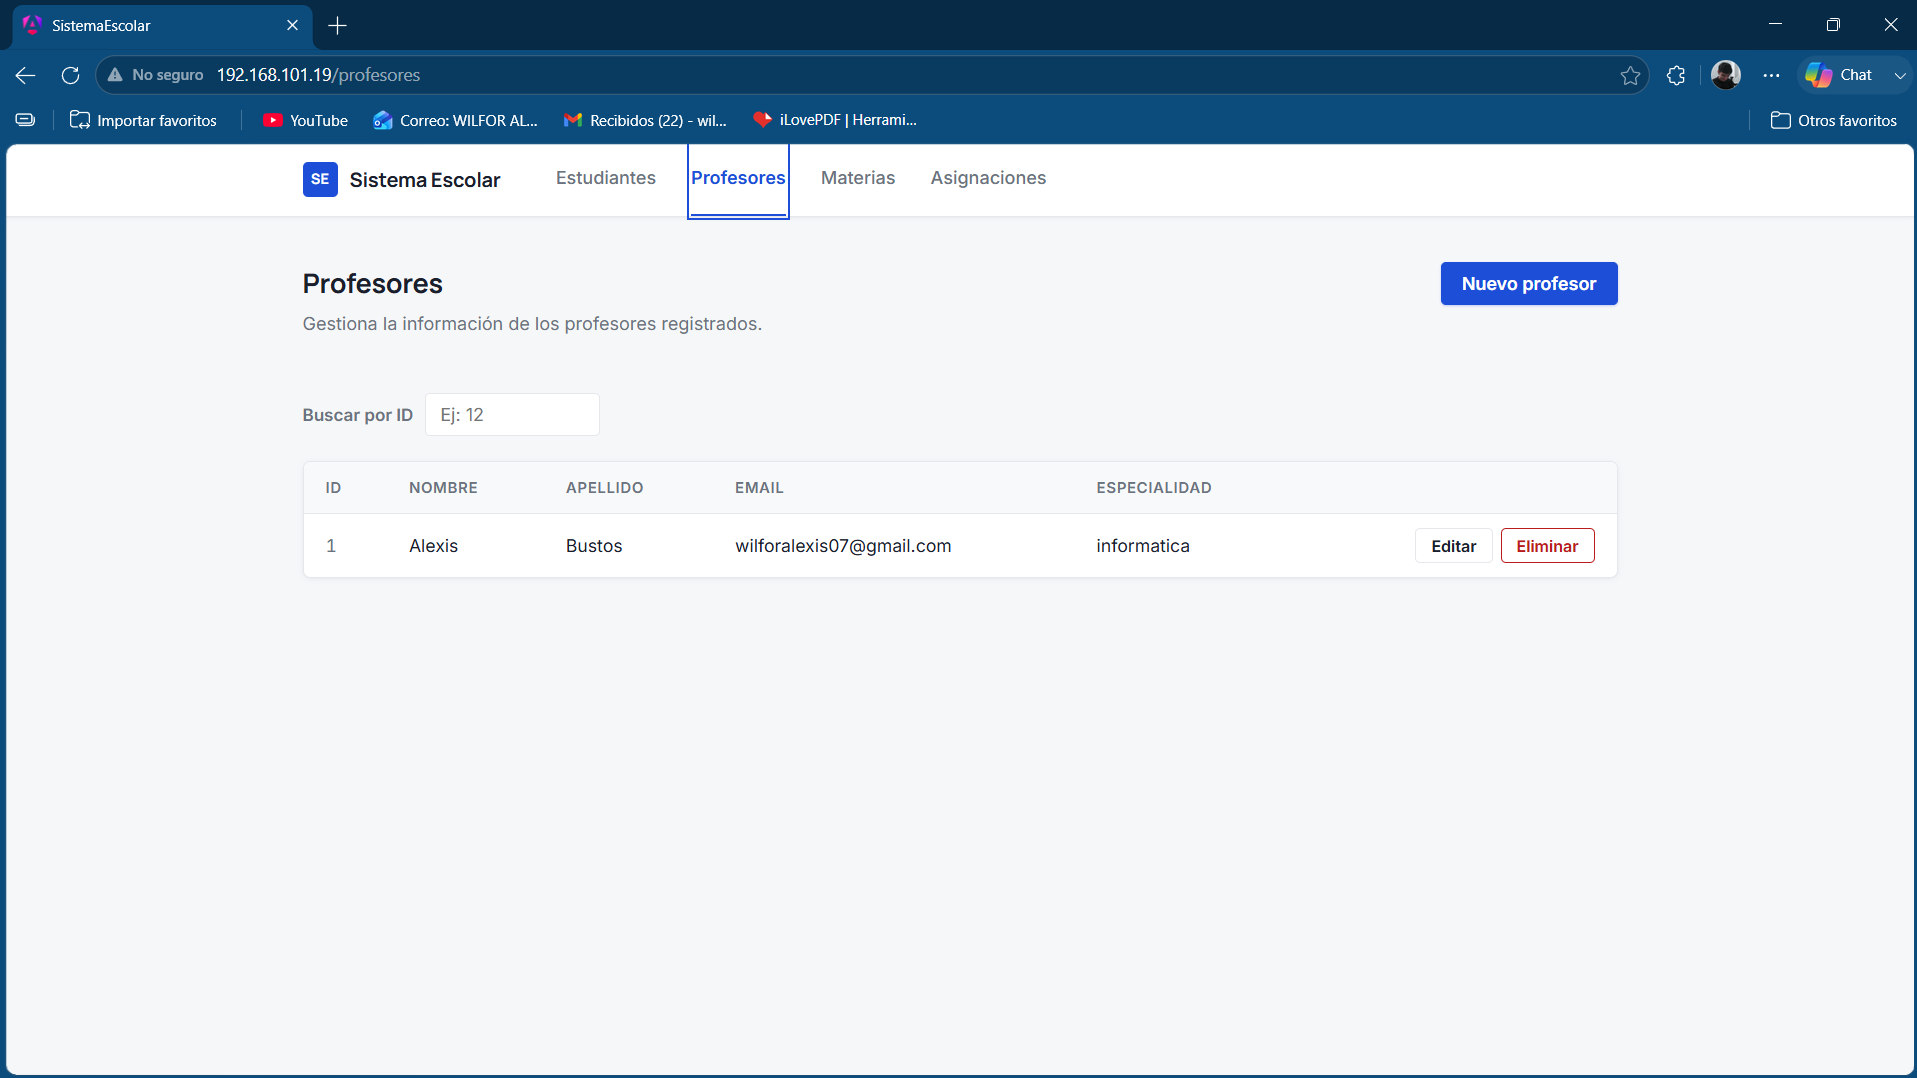 SistemaEscolar
No seguro 192.168.101.19/profesores
Chat
Importar favoritos
YouTube
Correo: WILFOR AL...
Recibidos (22) - wil...
iLovePDF | Herrami...
Otros favoritos
SE Sistema Escolar Estudiantes Profesores Materias Asignaciones
Profesores
Nuevo profesor
Gestiona la información de los profesores registrados.
Buscar por ID Ej: 12
ID NOMBRE APELLIDO EMAIL ESPECIALIDAD
1 Alexis Bustos wilforalexis07@gmail.com informatica Editar Eliminar